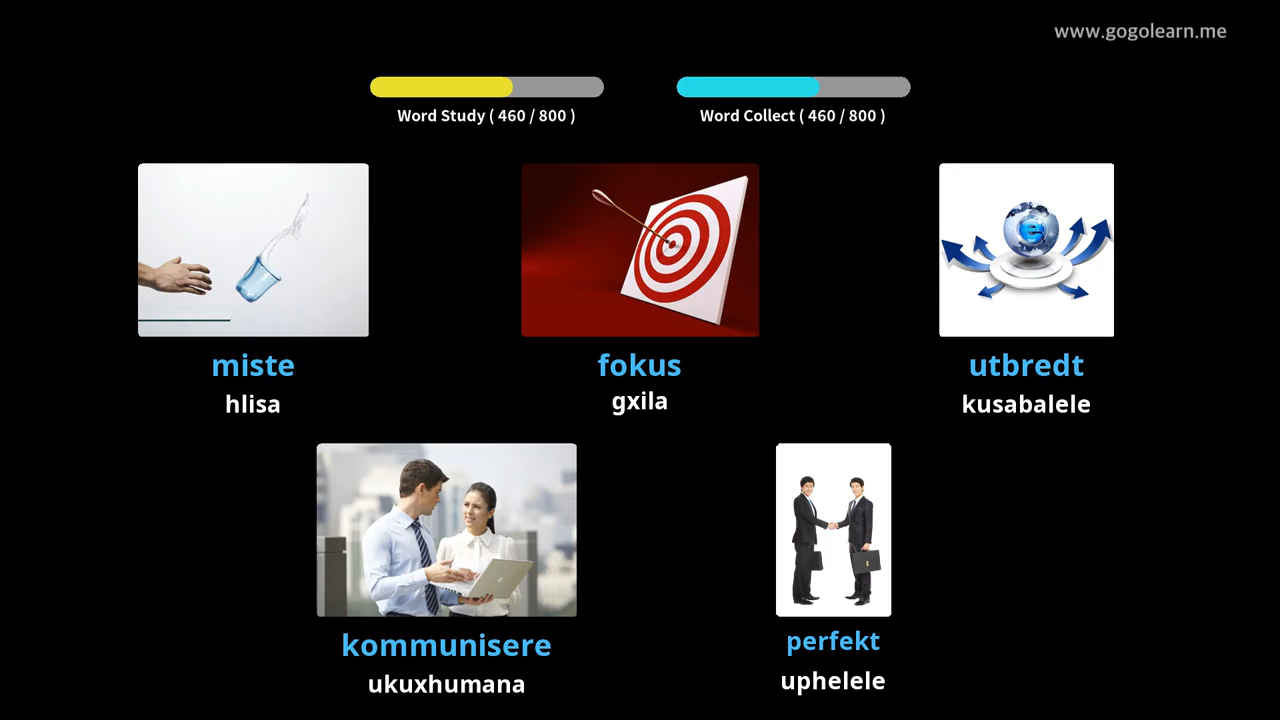 www.gogolearn.me
Word Study ( 460 / 800 )
Word Collect ( 460 / 800 )
miste
fokus
utbredt
hlisa
gxila
kusabalele
kommunisere
perfekt
ukuxhumana
uphelele